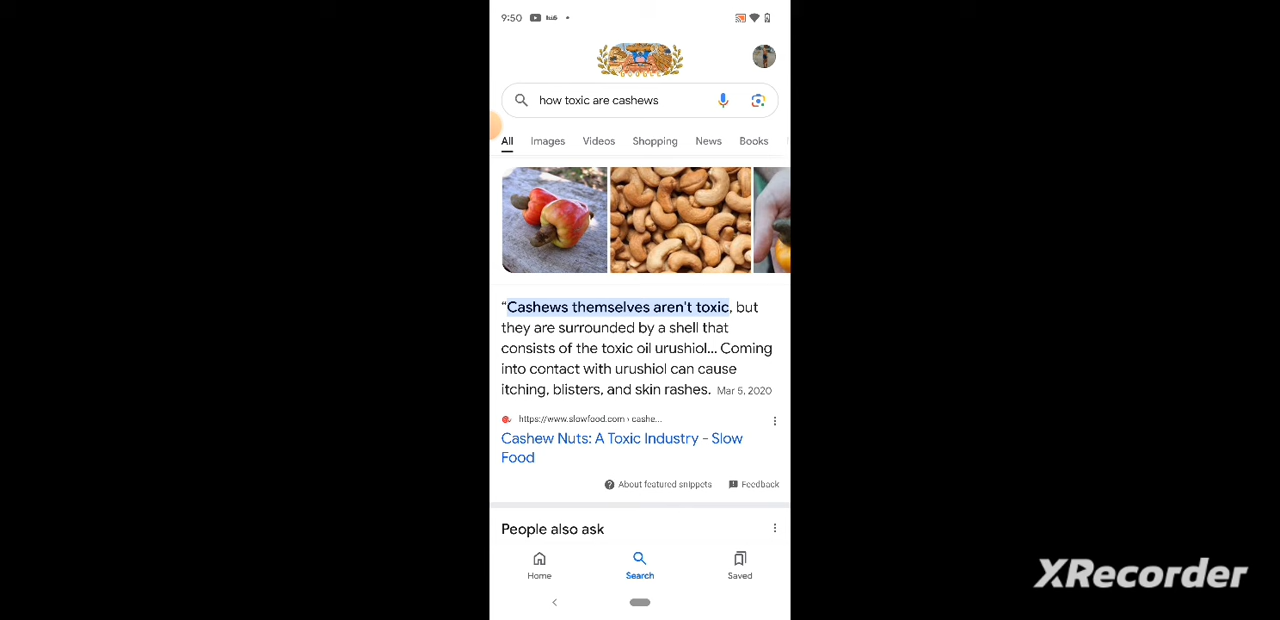 9:50
how toxic are cashews
All Images Videos Shopping News Books
“Cashews themselves aren't toxic, but
they are surrounded by a shell that
consists of the toxic oil urushiol... Coming
into contact with urushiol can cause
itching, blisters, and skin rashes. Mar 5, 2020
https://www.slowfood.com › cashe...
Cashew Nuts: A Toxic Industry - Slow
Food
About featured snippets Feedback
People also ask
Home Search Saved
XRecorder